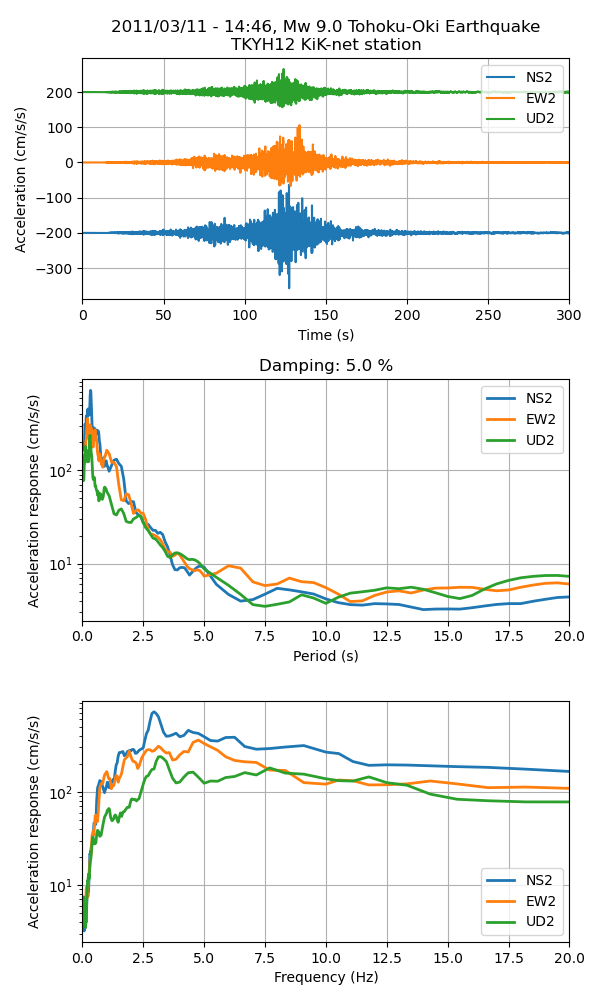 2011/03/11 - 14:46, Mw 9.0 Tohoku-Oki Earthquake
TKYH12 KiK-net station
Acceleration (cm/s/s)
200
100
0
−100
−200
−300
NS2
EW2
UD2
0 50 100 150 200 250 300
Time (s)
Damping: 5.0 %
Acceleration response (cm/s/s)
10²
10¹
NS2
EW2
UD2
0.0 2.5 5.0 7.5 10.0 12.5 15.0 17.5 20.0
Period (s)
Acceleration response (cm/s/s)
10²
10¹
NS2
EW2
UD2
0.0 2.5 5.0 7.5 10.0 12.5 15.0 17.5 20.0
Frequency (Hz)